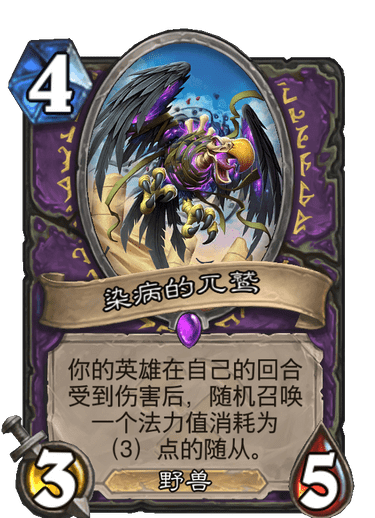 4
染病的兀鹫
你的英雄在自己的回合
受到伤害后，随机召唤
一个法力值消耗为
（3）点的随从。
3
野兽
5